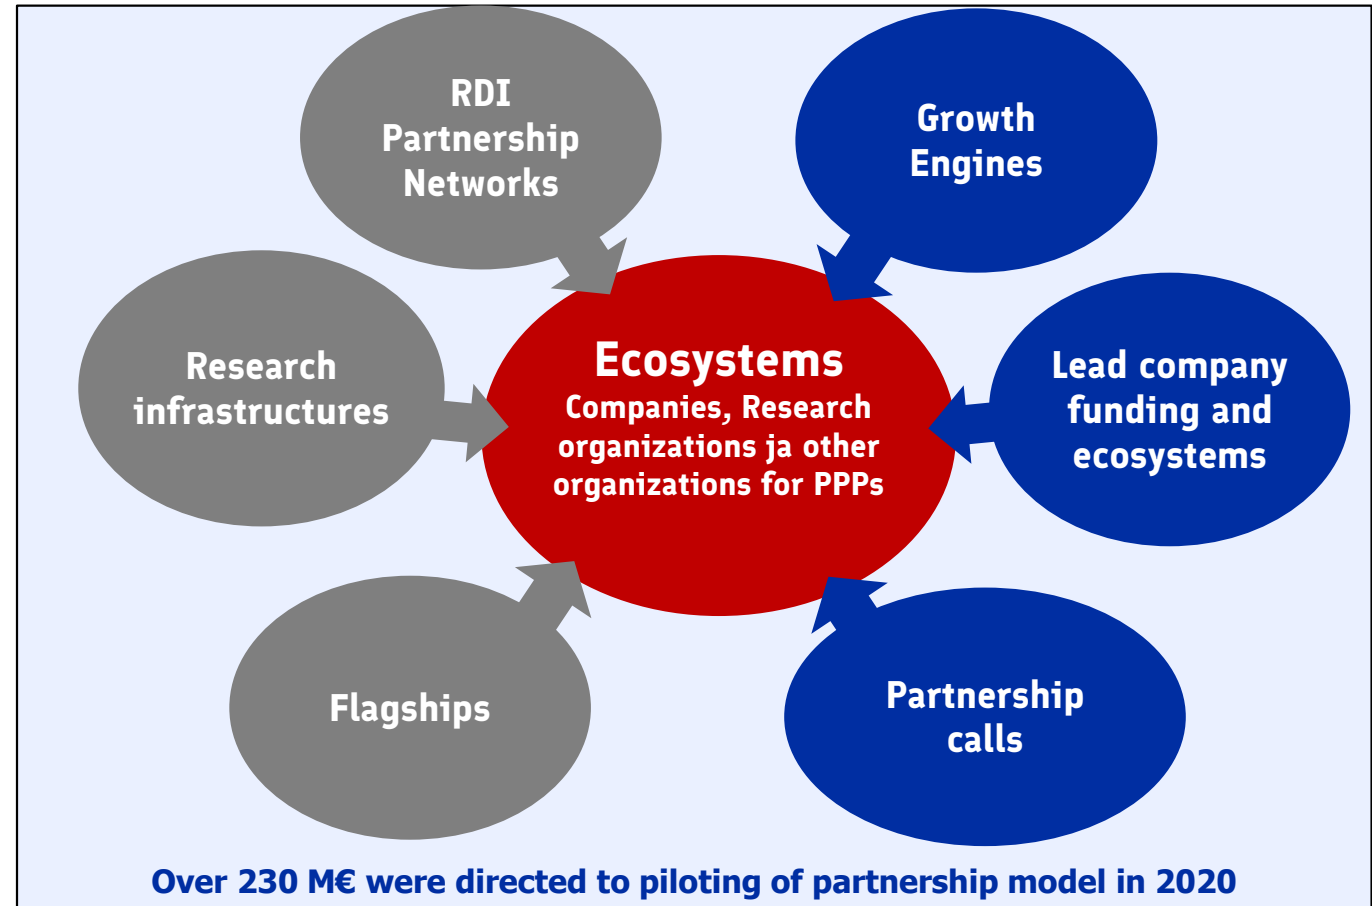 RDI
Partnership
Networks
Growth
Engines
Research
infrastructures
Ecosystems
Companies, Research
organizations ja other
organizations for PPPs
Lead company
funding and
ecosystems
Flagships
Partnership
calls
Over 230 M€ were directed to piloting of partnership model in 2020